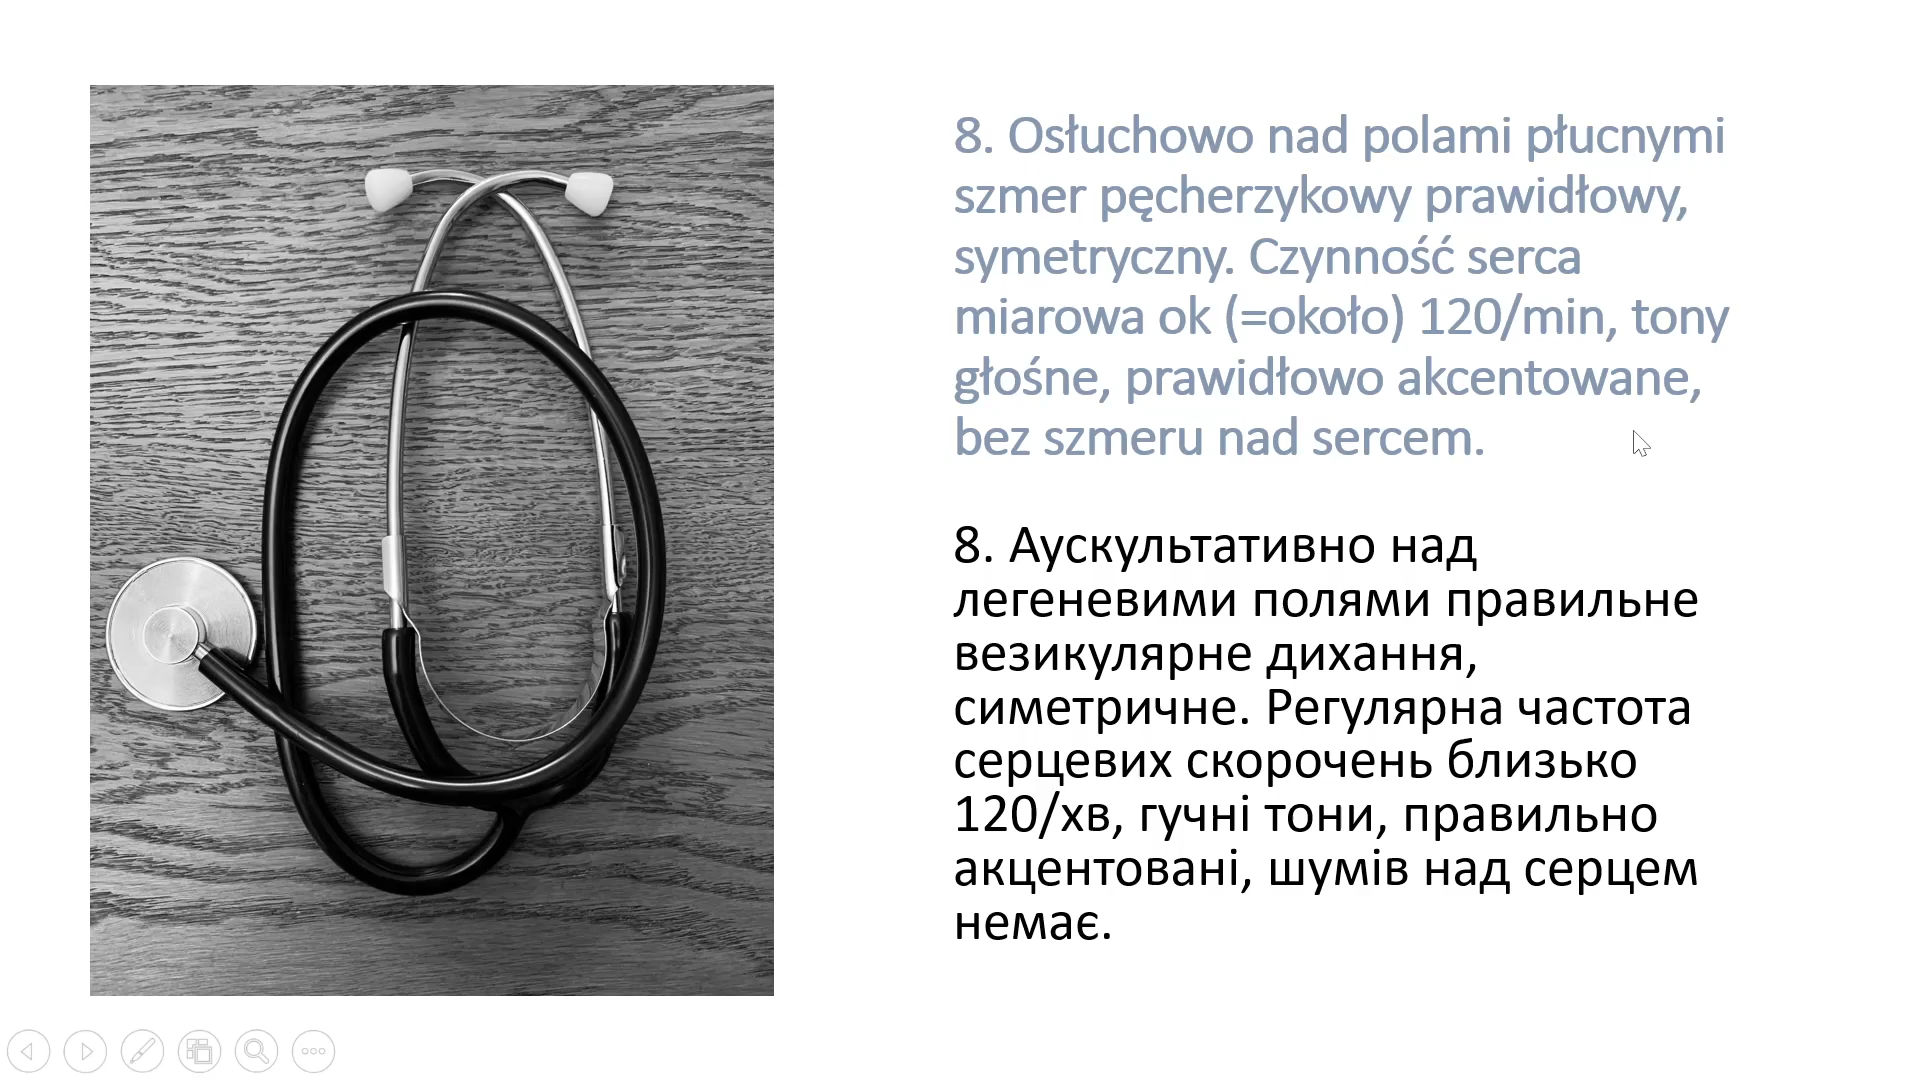 8. Osłuchowo nad polami płucnymi
szmer pęcherzykowy prawidłowy,
symetryczny. Czynność serca
miarowa ok (=około) 120/min, tony
głośne, prawidłowo akcentowane,
bez szmeru nad sercem.
8. Аускультативно над
легеневими полями правильне
везикулярне дихання,
симетричне. Регулярна частота
серцевих скорочень близько
120/хв, гучні тони, правильно
акцентовані, шумів над серцем
немає.